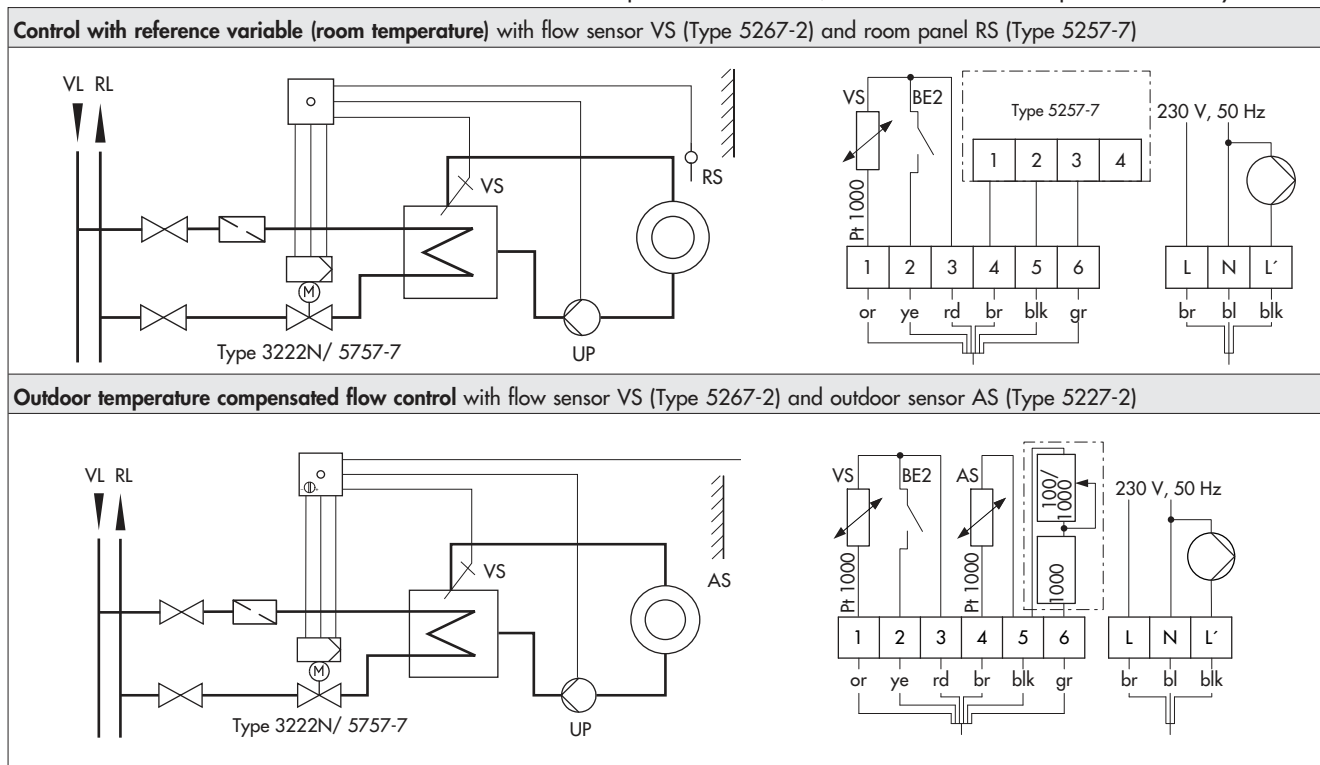 Control with reference variable (room temperature) with flow sensor VS (Type 5267-2) and room panel RS (Type 5257-7)
VL RL
VS
RS
UP
Type 3222N/ 5757-7
M
VS
BE2
Pt 1000
Type 5257-7
1 2 3 4
1 2 3 4 5 6
or ye rd br blk gr
230 V, 50 Hz
L N L´
br bl blk
Outdoor temperature compensated flow control with flow sensor VS (Type 5267-2) and outdoor sensor AS (Type 5227-2)
VL RL
VS
AS
UP
Type 3222N/ 5757-7
M
VS
BE2
AS
Pt 1000
Pt 1000
100/
1000
1000
1 2 3 4 5 6
or ye rd br blk gr
230 V, 50 Hz
L N L´
br bl blk